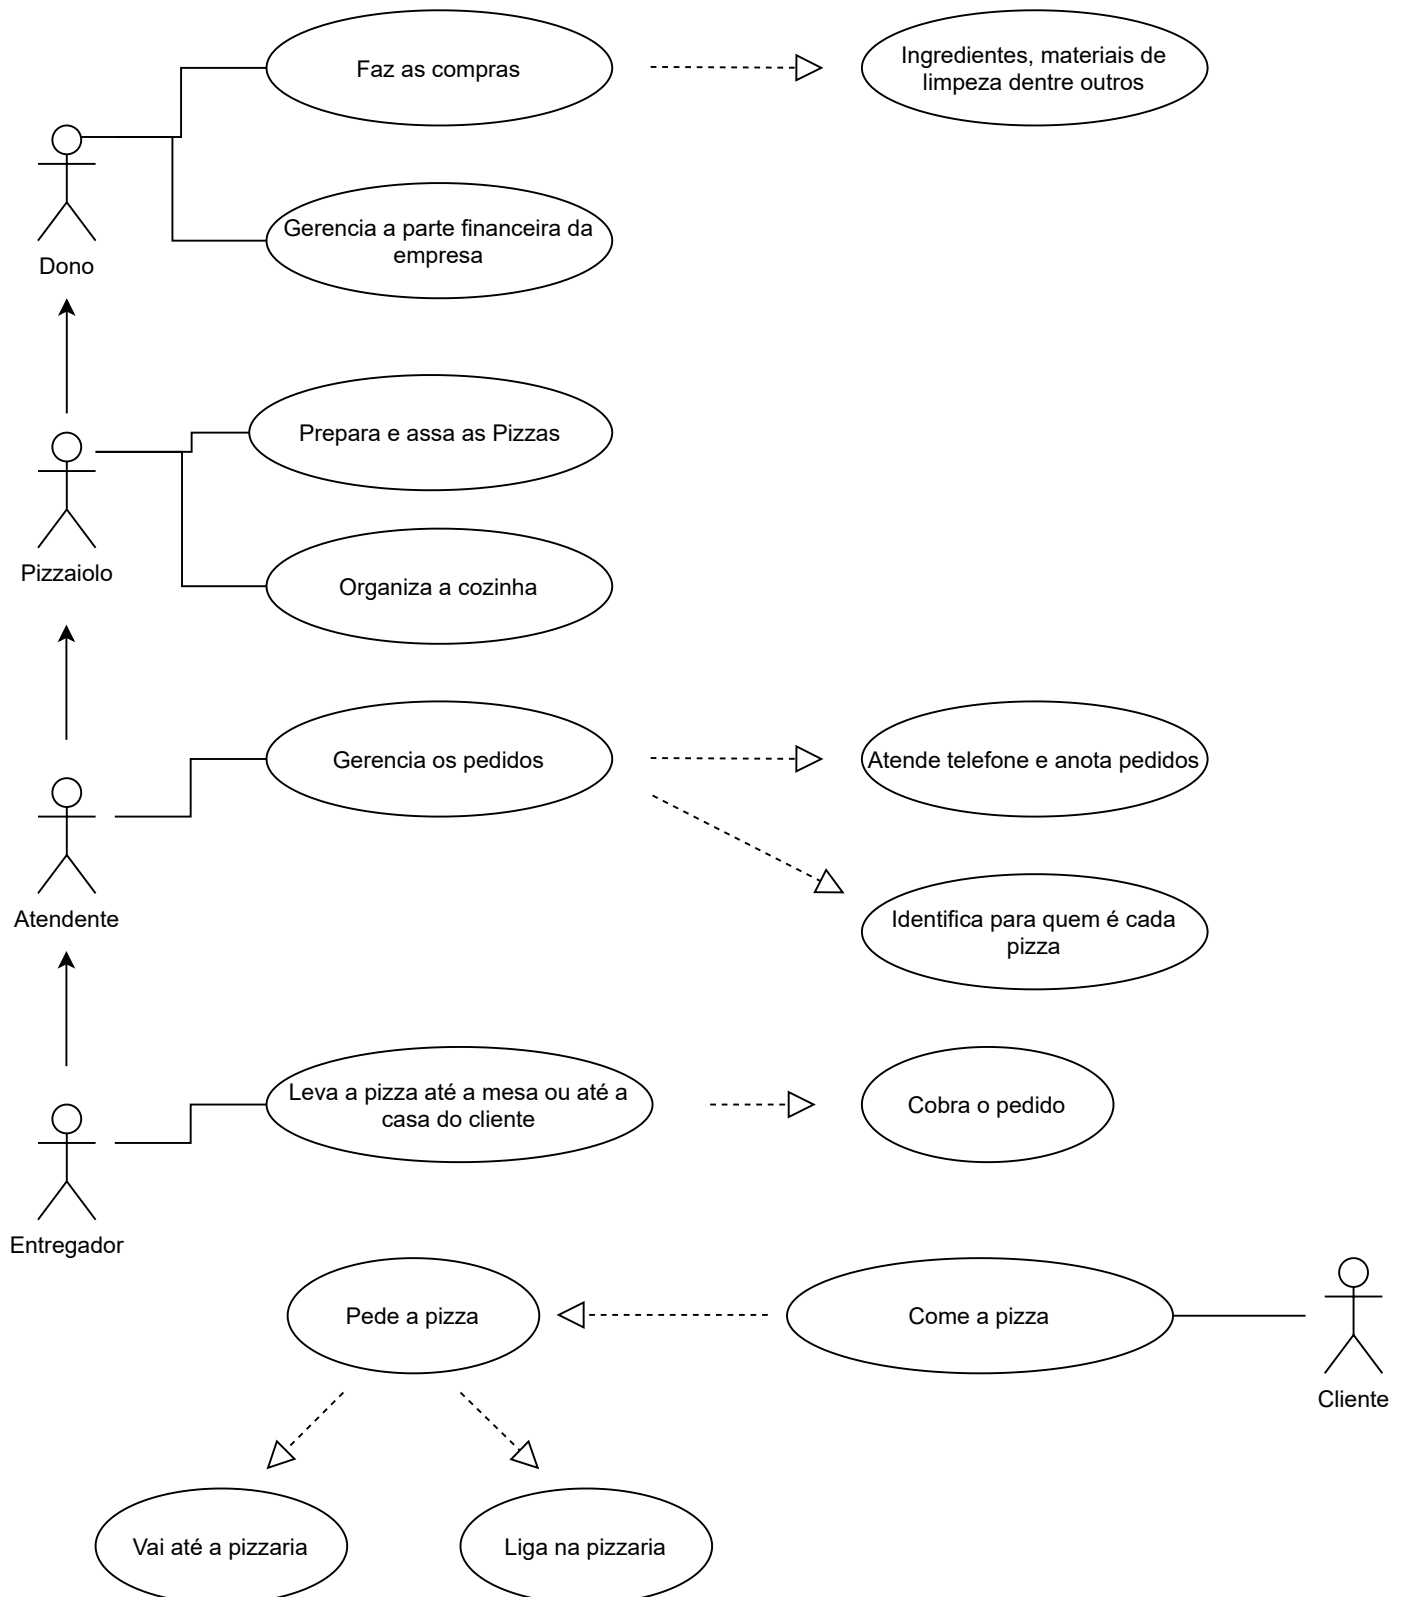 Faz as compras
Ingredientes, materiais de
limpeza dentre outros
Dono
Gerencia a parte financeira da
empresa
Prepara e assa as Pizzas
Pizzaiolo
Organiza a cozinha
Gerencia os pedidos
Atende telefone e anota pedidos
Atendente
Identifica para quem é cada
pizza
Leva a pizza até a mesa ou até a
casa do cliente
Cobra o pedido
Entregador
Pede a pizza
Come a pizza
Cliente
Vai até a pizzaria
Liga na pizzaria